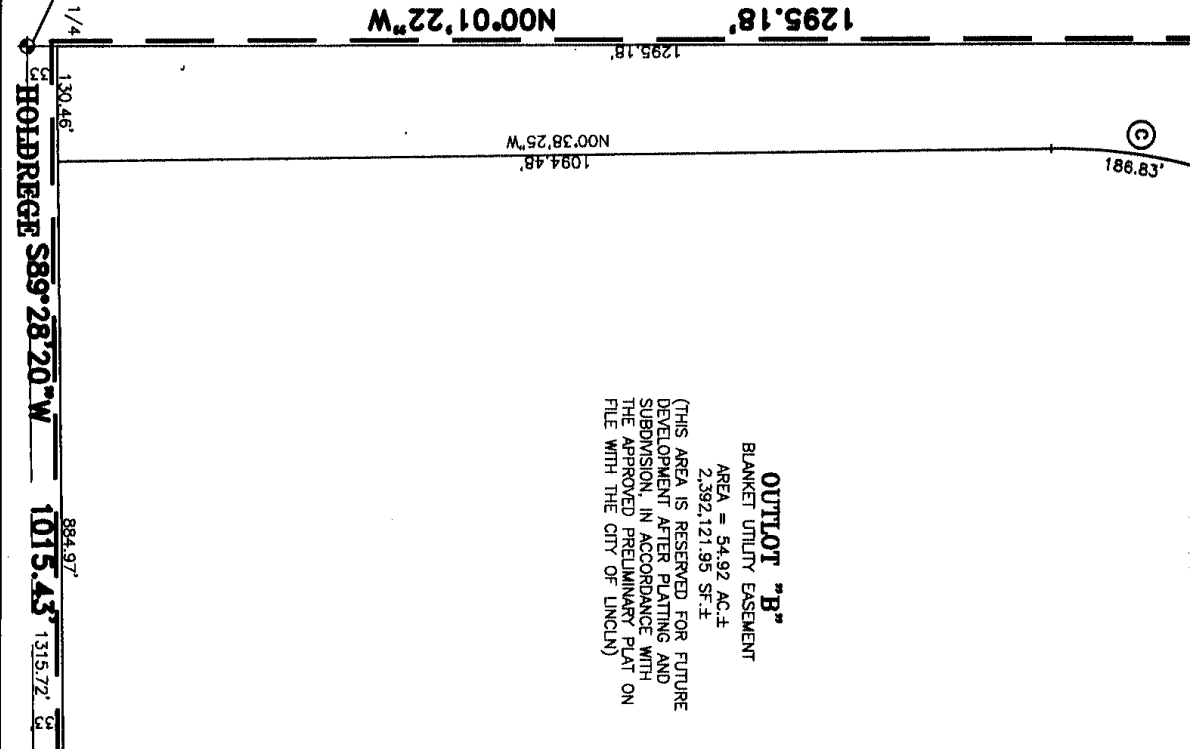 N00°01'22"W
1295.18'
1295.18'
N00°38'25"W
1094.48'
C
186.83'
1/4
33
130.46'
HOLDREGE S89°28'20"W 1015.43'
884.97'
1315.72'
33
OUTLOT "B"
BLANKET UTILITY EASEMENT
AREA = 54.92 AC.±
2,392,121.95 SF.±
(THIS AREA IS RESERVED FOR FUTURE
DEVELOPMENT AFTER PLATTING AND
SUBDIVISION, IN ACCORDANCE WITH
THE APPROVED PRELIMINARY PLAT ON
FILE WITH THE CITY OF LINCLN)